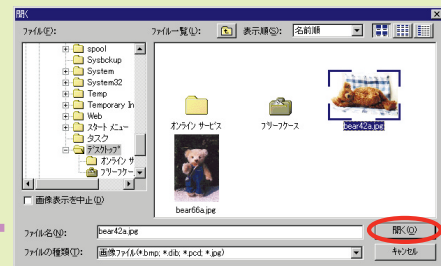 開く
ファイル(F):
ファイル一覧(L):
表示順(S):
名前順
spool
Sysbckup
System
System32
Temp
Temporary In
Web
スタート メニュー
タスク
デスクトップ
オンライン サ
ブリーフケー
オンライン サービス
ブリーフケース
bear42a.jpg
bear66a.jpg
画像表示を中止(D)
ファイル名(N):
bear42a.jpg
開く(O)
ファイルの種類(T):
画像ファイル(*.bmp; *.dib; *.pcd; *.jpg)
キャンセル